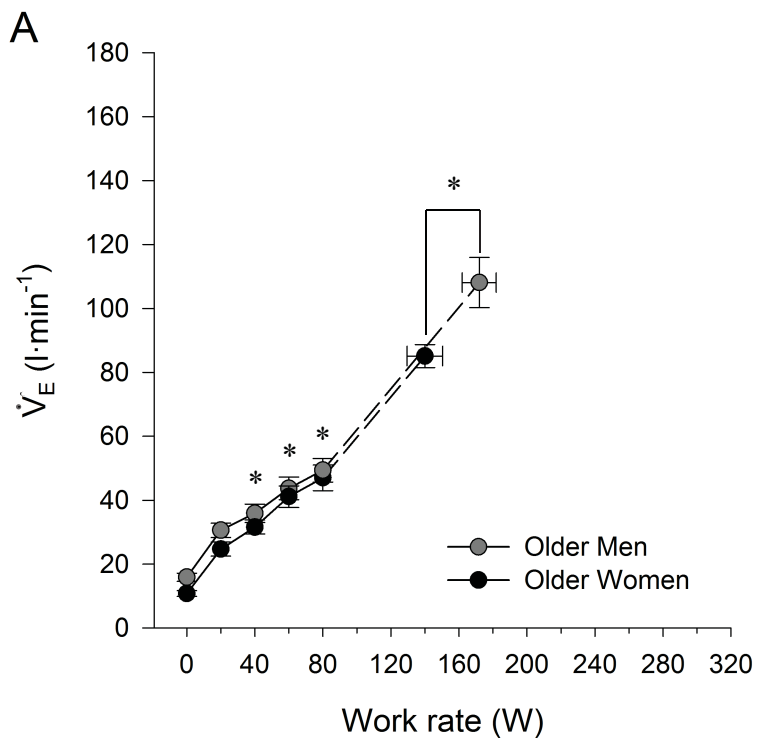 A
180
160
140
120
100
80
60
40
20
0
V̇E (l·min⁻¹)
*
*
*
*
Older Men
Older Women
0 40 80 120 160 200 240 280 320
Work rate (W)